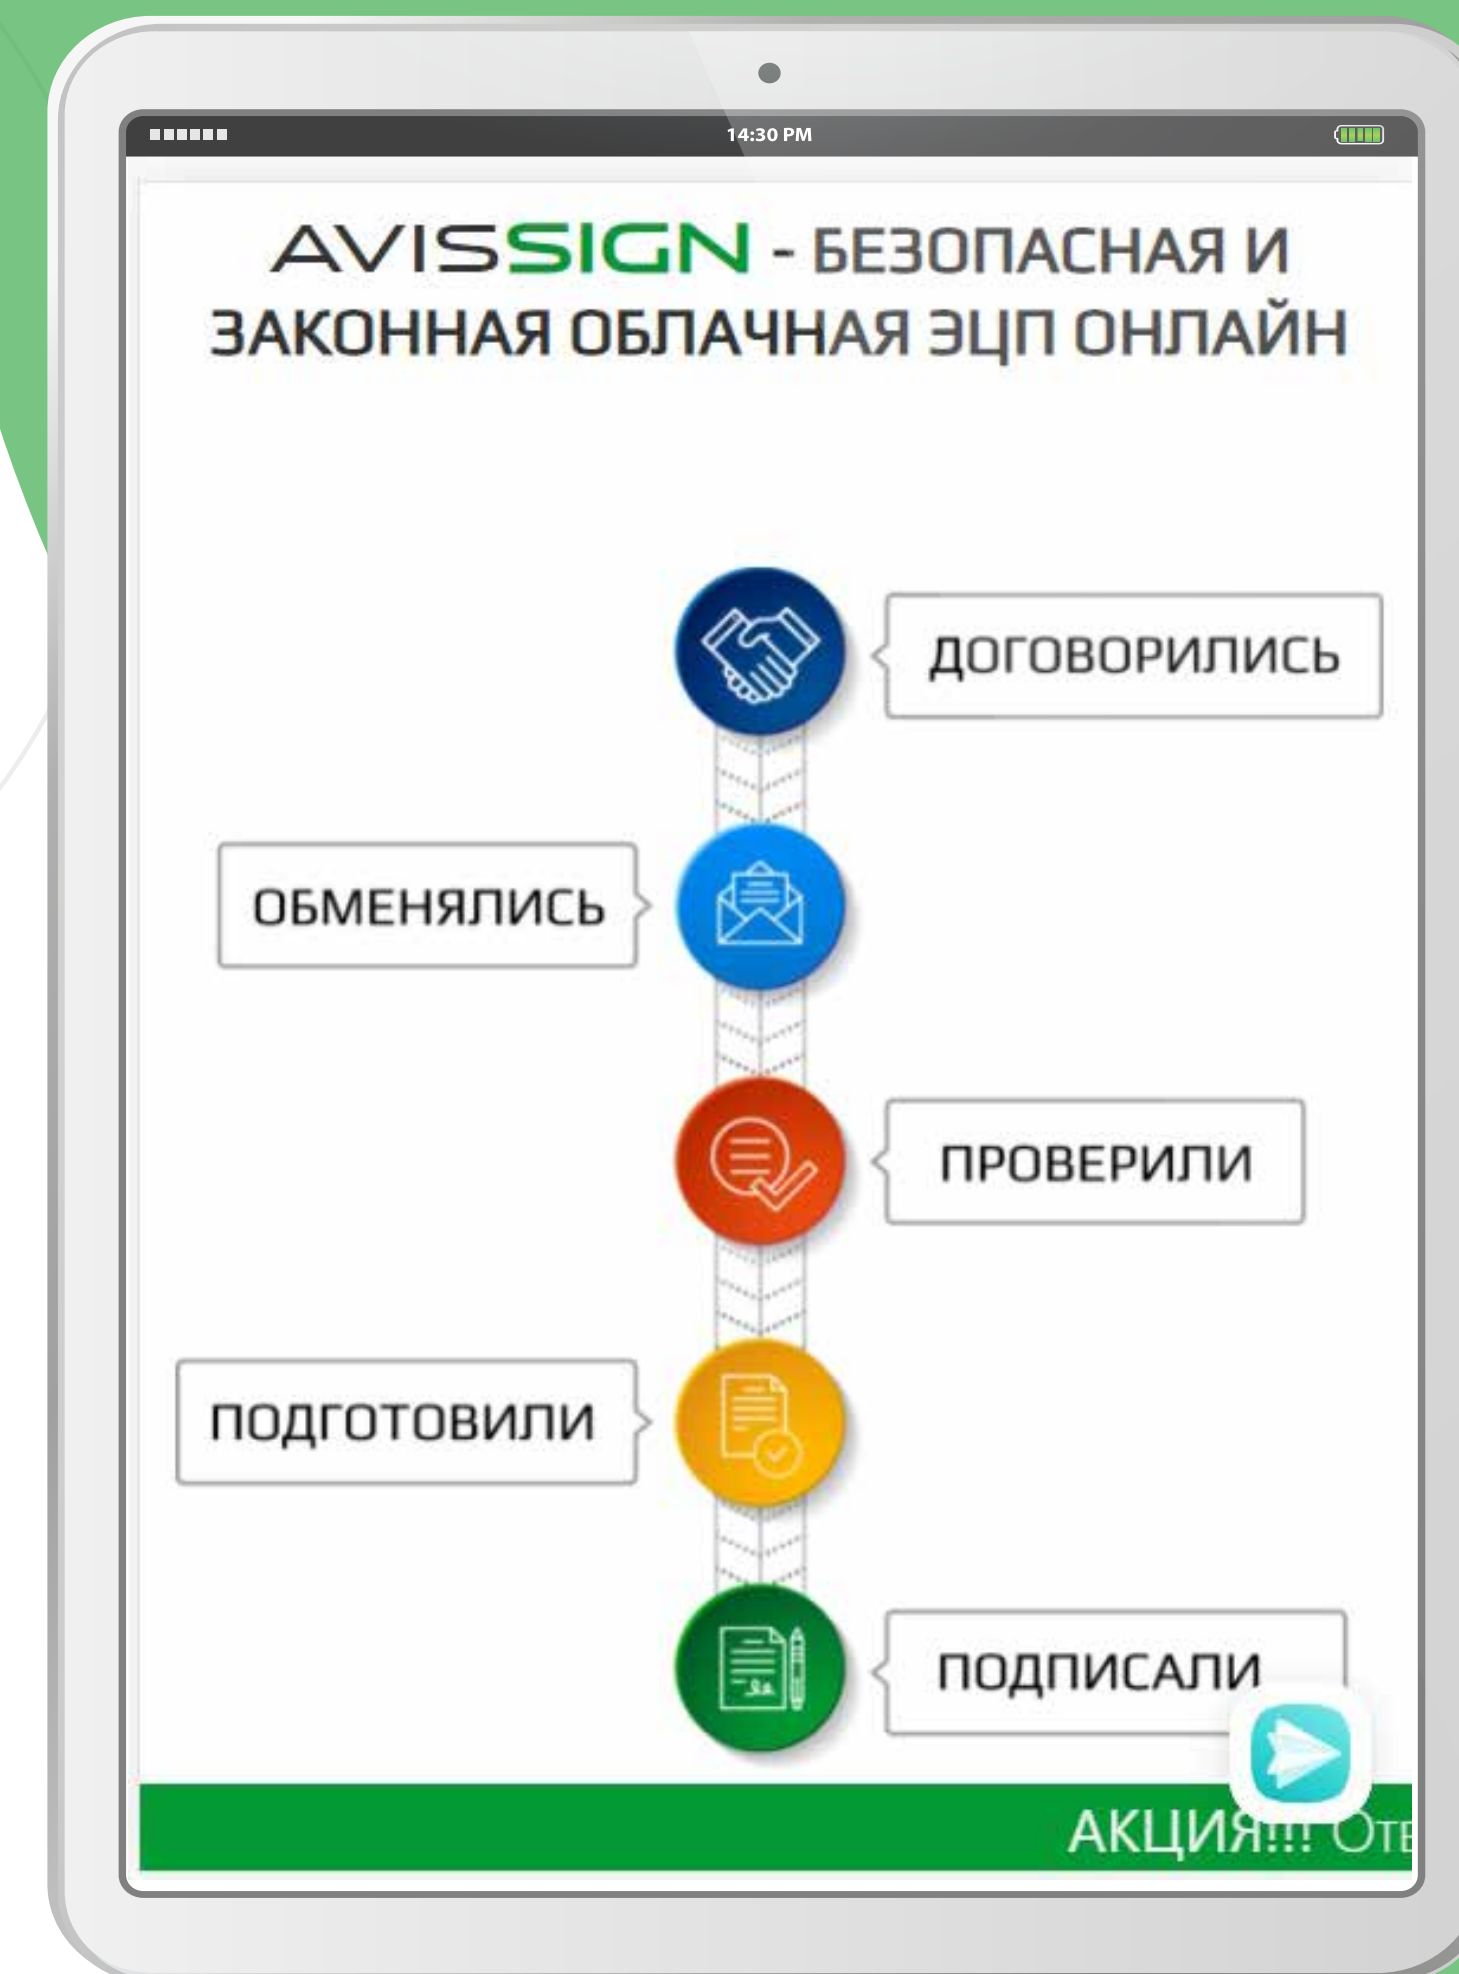 14:30 PM
AVISSIGN - БЕЗОПАСНАЯ И
ЗАКОННАЯ ОБЛАЧНАЯ ЭЦП ОНЛАЙН
ДОГОВОРИЛИСЬ
ОБМЕНЯЛИСЬ
ПРОВЕРИЛИ
ПОДГОТОВИЛИ
ПОДПИСАЛИ
АКЦИЯ!!!